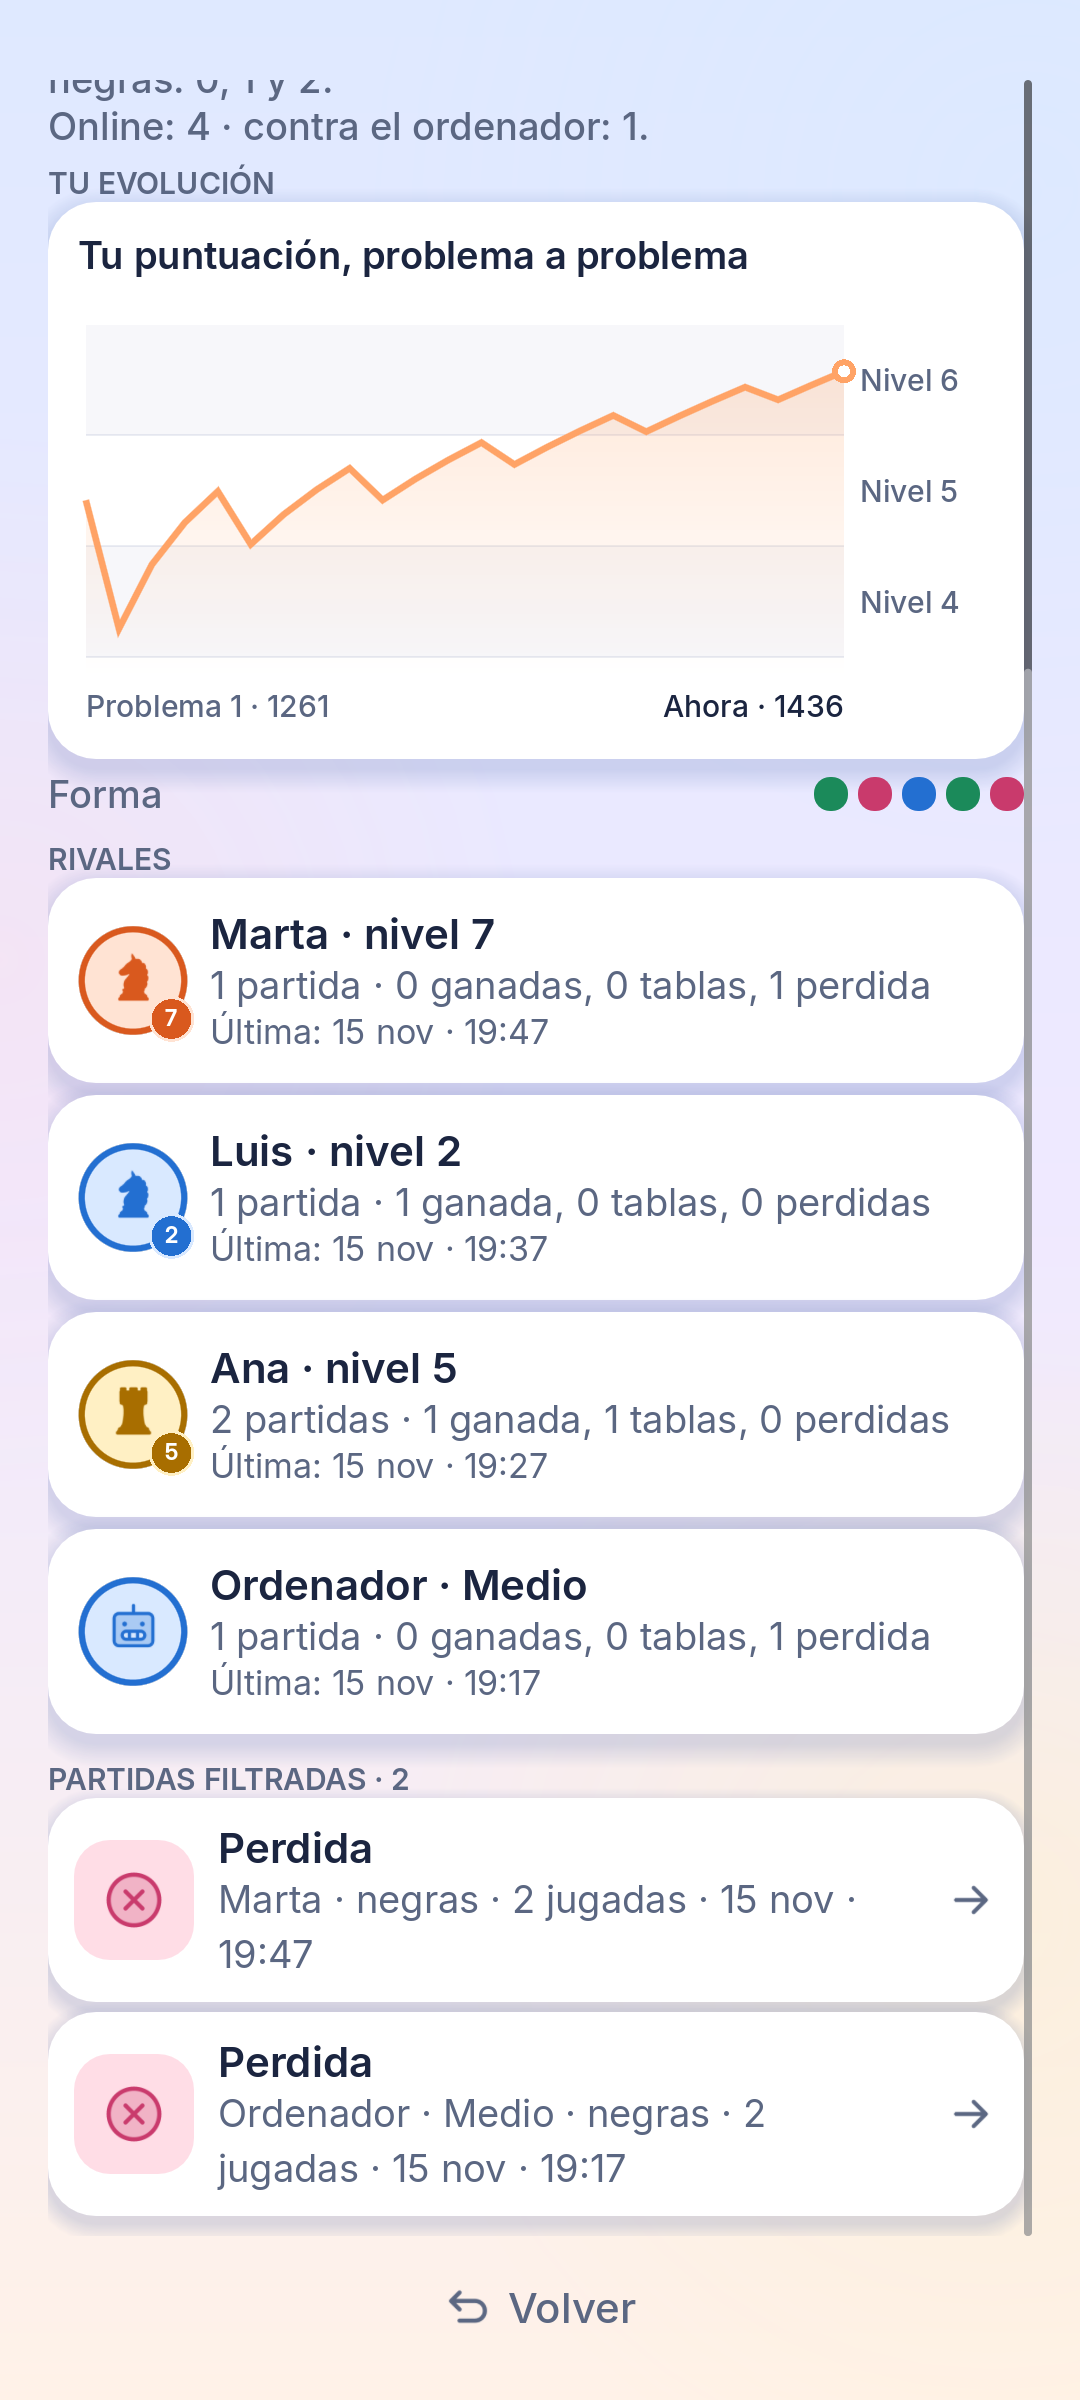 negras: 0, 1 y 2.
Online: 4 · contra el ordenador: 1.
TU EVOLUCIÓN
Tu puntuación, problema a problema
Nivel 6
Nivel 5
Nivel 4
Problema 1 · 1261
Ahora · 1436
Forma
RIVALES
Marta · nivel 7
1 partida · 0 ganadas, 0 tablas, 1 perdida
7
Última: 15 nov · 19:47
Luis · nivel 2
1 partida · 1 ganada, 0 tablas, 0 perdidas
2
Última: 15 nov · 19:37
Ana · nivel 5
2 partidas · 1 ganada, 1 tablas, 0 perdidas
5
Última: 15 nov · 19:27
Ordenador · Medio
1 partida · 0 ganadas, 0 tablas, 1 perdida
Última: 15 nov · 19:17
PARTIDAS FILTRADAS · 2
Perdida
Marta · negras · 2 jugadas · 15 nov ·
19:47
Perdida
Ordenador · Medio · negras · 2
jugadas · 15 nov · 19:17
Volver